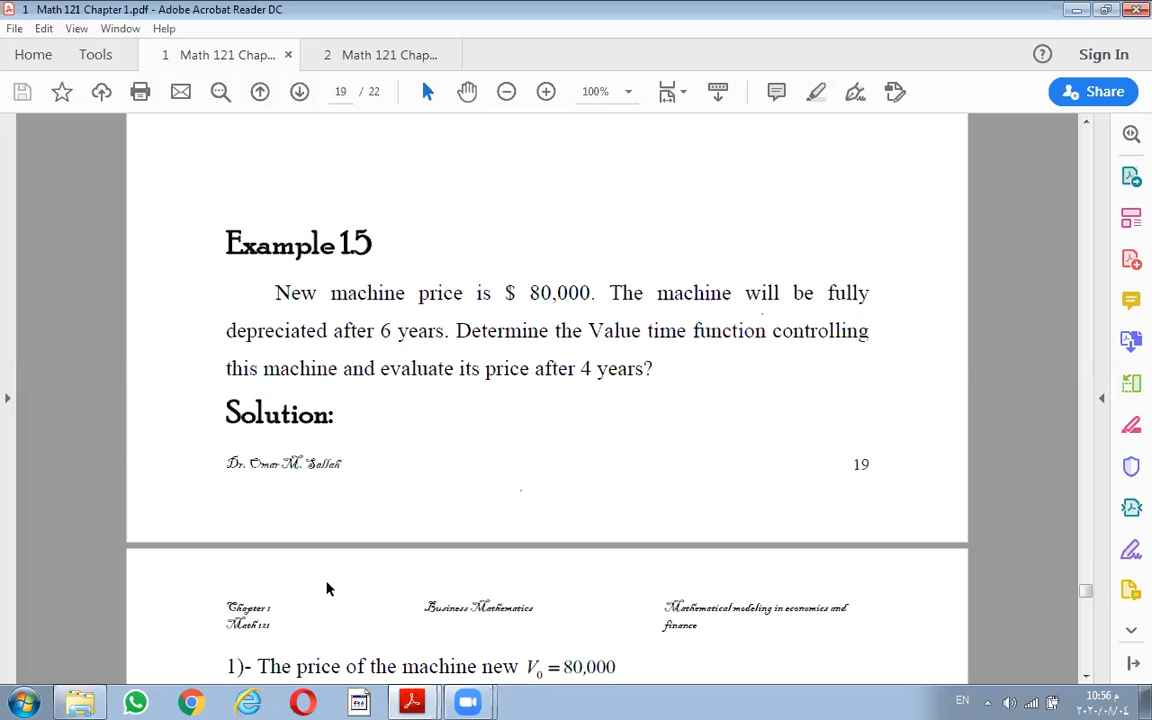 1 Math 121 Chapter 1.pdf - Adobe Acrobat Reader DC
File Edit View Window Help
Home Tools 1 Math 121 Chap... × 2 Math 121 Chap... Sign In
19 / 22 100% Share
Example 1.5
New machine price is $ 80,000. The machine will be fully
depreciated after 6 years. Determine the Value time function controlling
this machine and evaluate its price after 4 years?
Solution:
Dr. Omar M. Sallah 19
Chapter 1 Business Mathematics Mathematical modeling in economics and
Math 121 finance
1)- The price of the machine new V₀ = 80,000
EN 10:56 م
٢٠٢٠/٠٨/٠٤